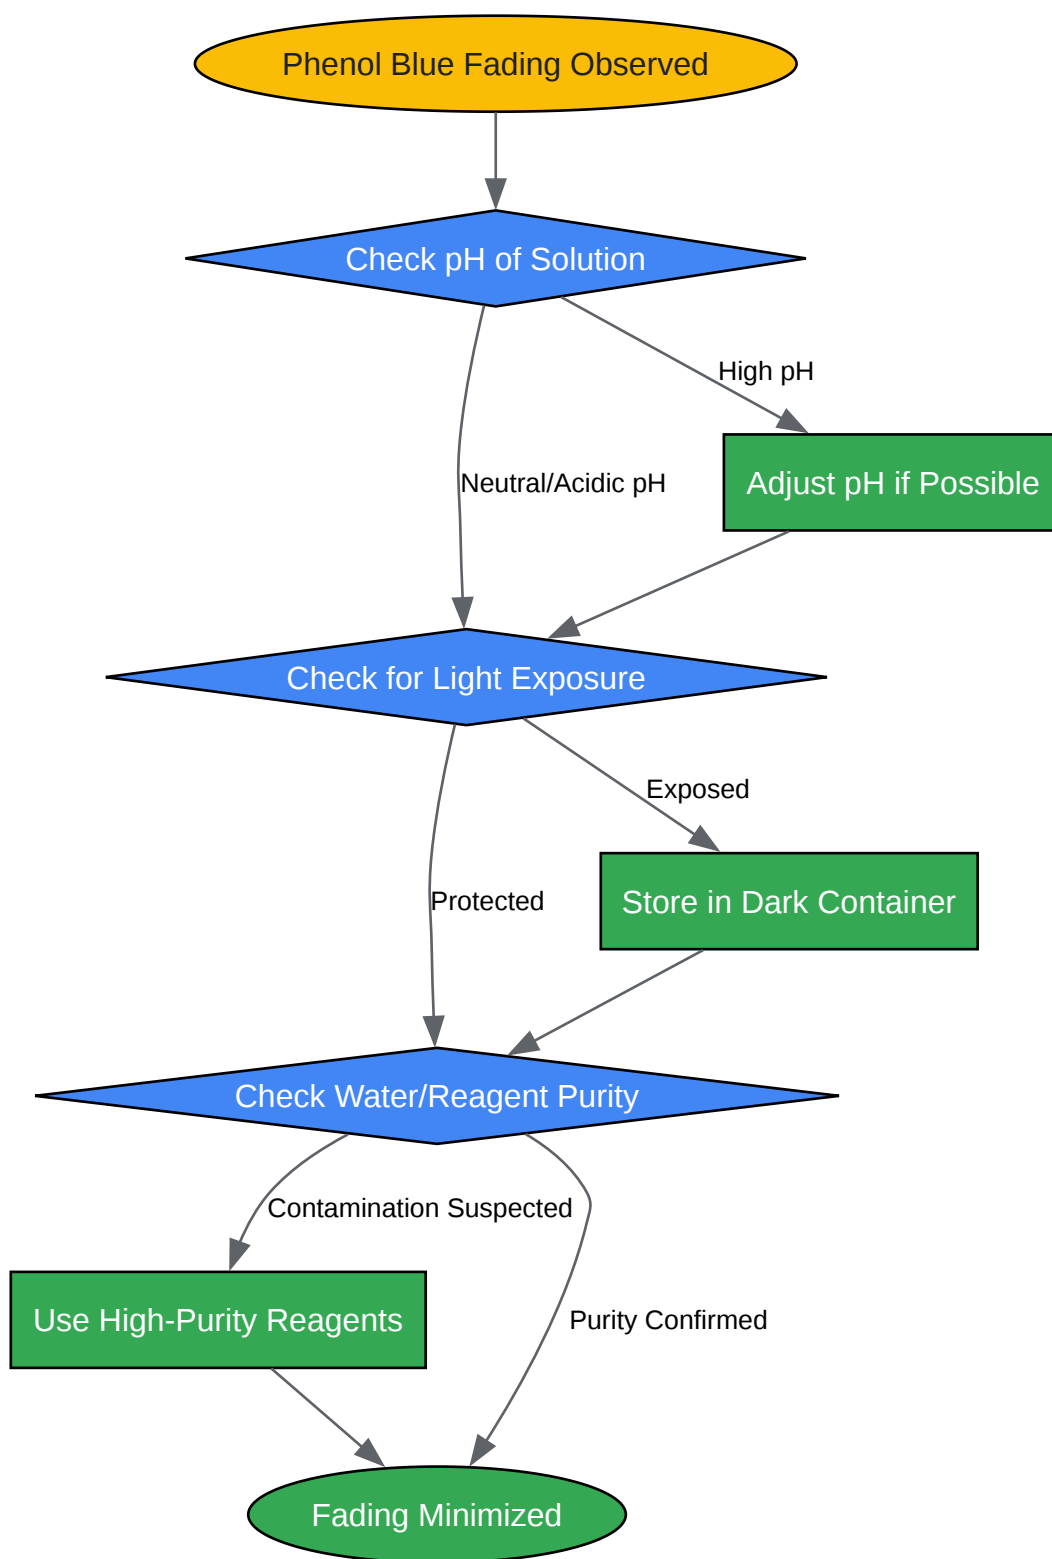 Phenol Blue Fading Observed
Check pH of Solution
High pH
Neutral/Acidic pH
Adjust pH if Possible
Check for Light Exposure
Exposed
Protected
Store in Dark Container
Check Water/Reagent Purity
Contamination Suspected
Use High-Purity Reagents
Purity Confirmed
Fading Minimized